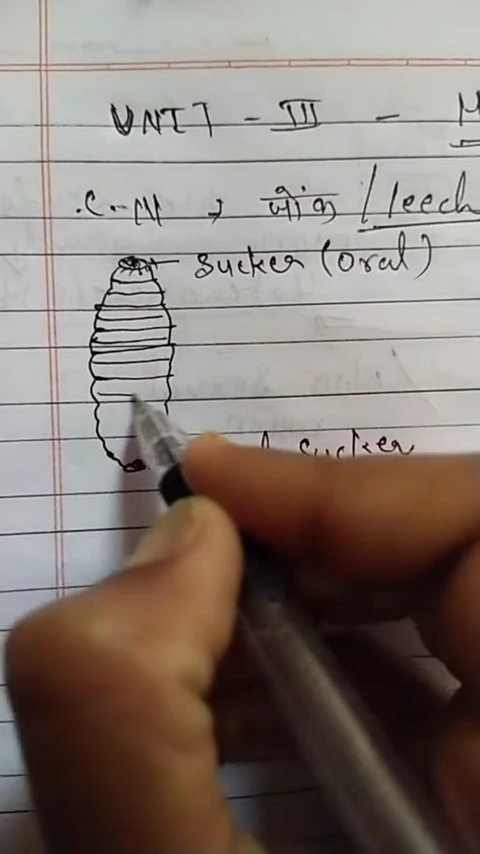 UNIT - III -
जोंक / leech
sucker (oral)
sucker